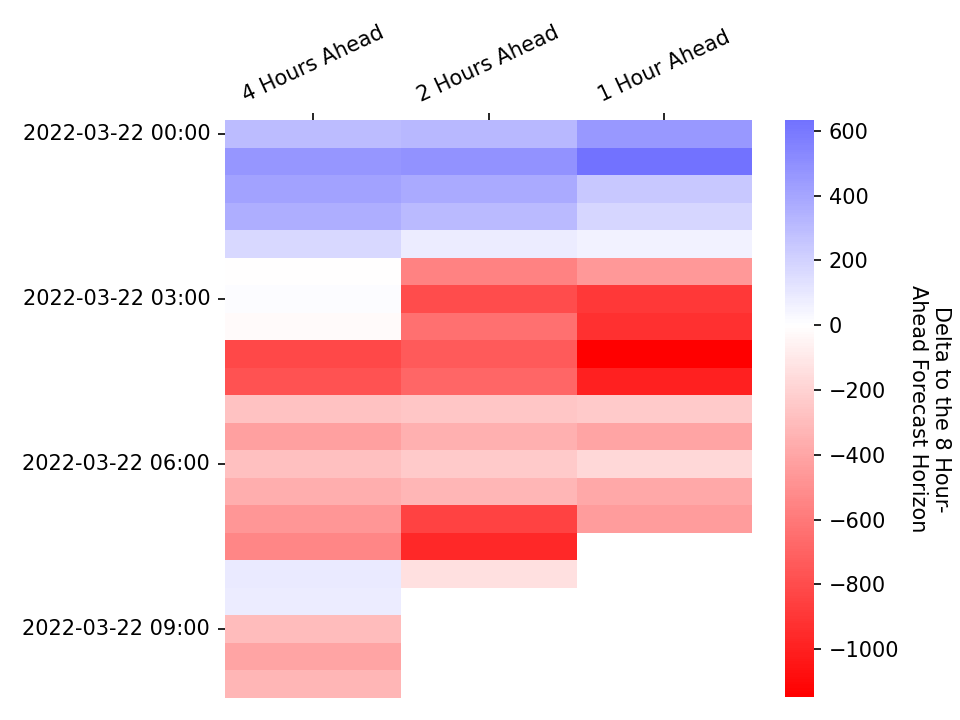 4 Hours Ahead
2 Hours Ahead
1 Hour Ahead
2022-03-22 00:00
2022-03-22 03:00
2022-03-22 06:00
2022-03-22 09:00
600
400
200
0
−200
−400
−600
−800
−1000
Delta to the 8 Hour-
Ahead Forecast Horizon